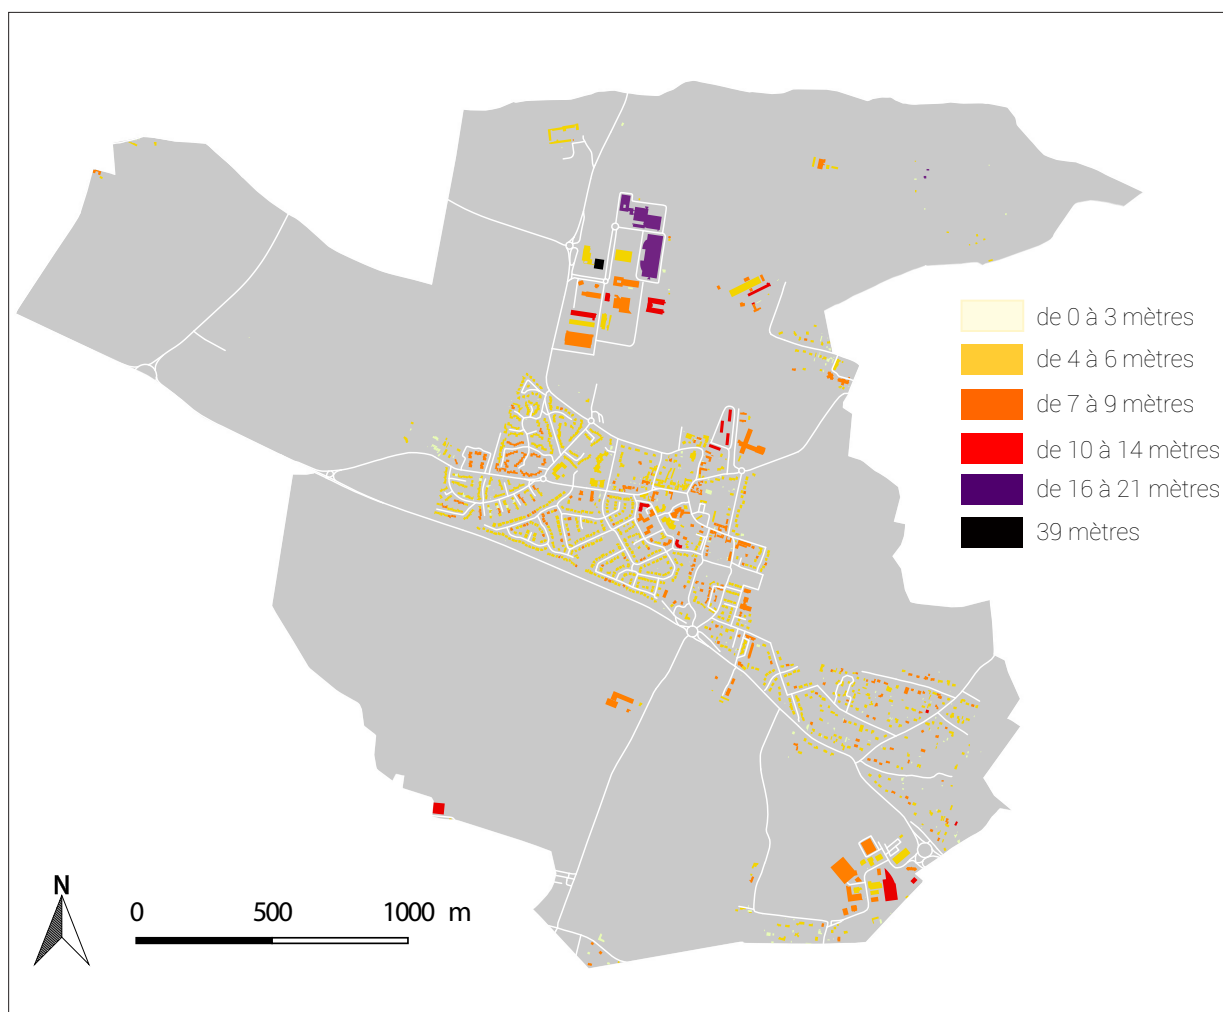 de 0 à 3 mètres
de 4 à 6 mètres
de 7 à 9 mètres
de 10 à 14 mètres
de 16 à 21 mètres
39 mètres
N
0 500 1000 m